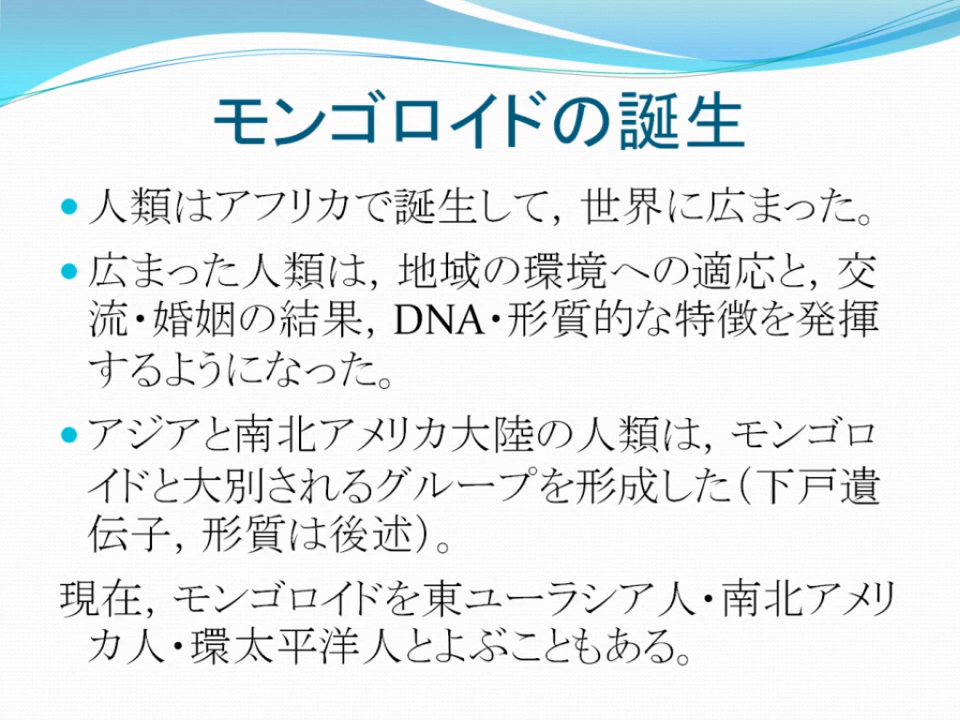 モンゴロイドの誕生
人類はアフリカで誕生して，世界に広まった。
広まった人類は，地域の環境への適応と，交
流・婚姻の結果，DNA・形質的な特徴を発揮
するようになった。
アジアと南北アメリカ大陸の人類は，モンゴロ
イドと大別されるグループを形成した（下戸遺
伝子，形質は後述）。
現在，モンゴロイドを東ユーラシア人・南北アメリ
カ人・環太平洋人とよぶこともある。